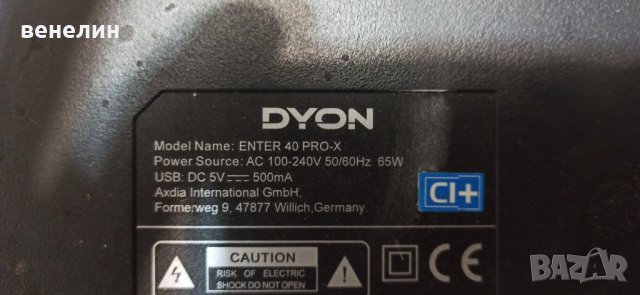 венелин
DYON
Model Name: ENTER 40 PRO-X
Power Source: AC 100-240V 50/60Hz 65W
USB: DC 5V⎓500mA
Axdia International GmbH,
Formerweg 9, 47877 Willich,Germany.
CI+
CAUTION
RISK OF ELECTRIC
SHOCK DO NOT OPEN
CE
BAZAR